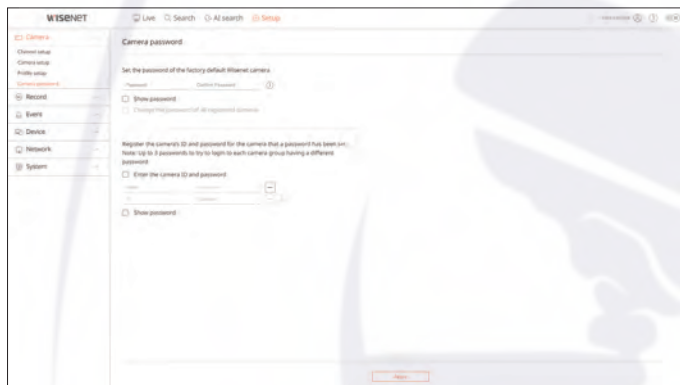 WISENET
Live Search AI search Setup
Camera
Channel setup
Camera setup
Profile setup
Camera password
Record
Event
Device
Network
System
Camera password
Set the password of the factory default Wisenet camera
Password Confirm Password
Show password
Change the password of all registered cameras
Register the camera's ID and password for the camera that a password has been set.
Note: Up to 3 passwords to try to login to each camera group having a different
password
Enter the camera ID and password
Show password
Apply